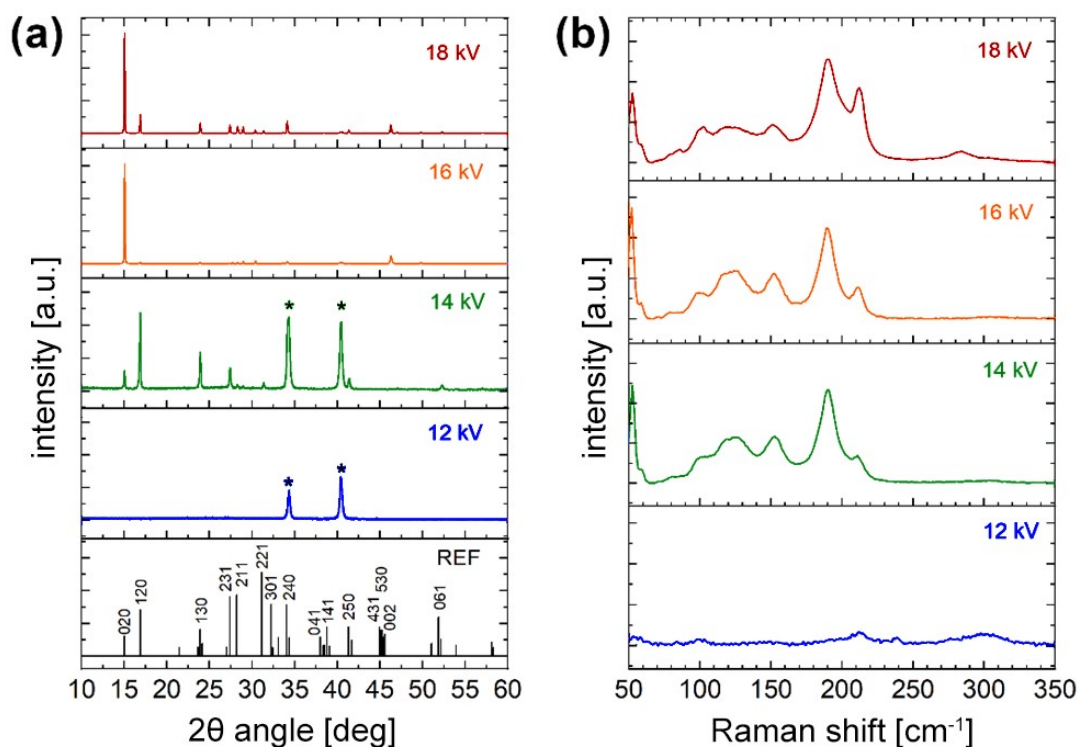 (a)
18 kV
16 kV
14 kV
* *
12 kV
* *
REF
020 120 130 231 211 221 301 240 041 141 250 431 530 002 061
10 15 20 25 30 35 40 45 50 55 60
2θ angle [deg]
intensity [a.u.]
(b)
18 kV
16 kV
14 kV
12 kV
50 100 150 200 250 300 350
Raman shift [cm⁻¹]
intensity [a.u.]